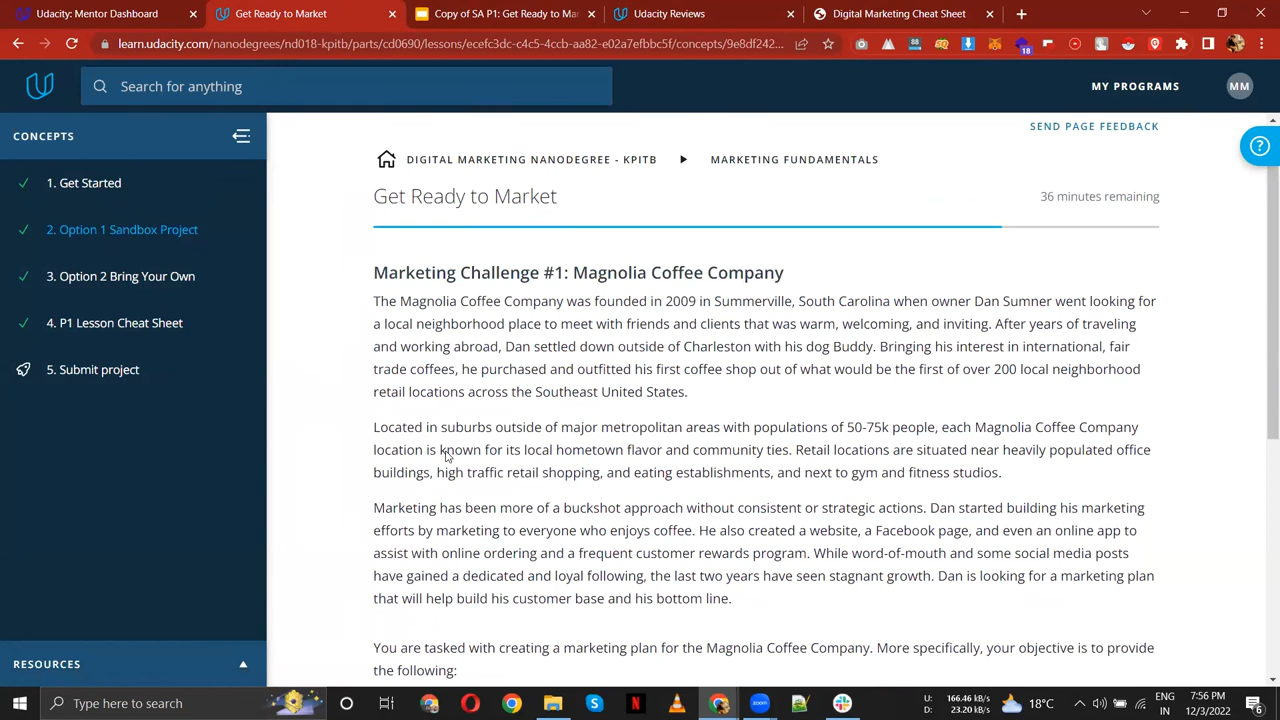 Udacity: Mentor Dashboard
Get Ready to Market
Copy of SA P1: Get Ready to Mar
Udacity Reviews
Digital Marketing Cheat Sheet
learn.udacity.com/nanodegrees/nd018-kpitb/parts/cd0690/lessons/ecefc3dc-c4c5-4ccb-aa82-e02a7efbbc5f/concepts/9e8df242...
88
18
Search for anything
MY PROGRAMS
MM
CONCEPTS
1. Get Started
2. Option 1 Sandbox Project
3. Option 2 Bring Your Own
4. P1 Lesson Cheat Sheet
5. Submit project
RESOURCES
SEND PAGE FEEDBACK
?
DIGITAL MARKETING NANODEGREE - KPITB
MARKETING FUNDAMENTALS
Get Ready to Market
36 minutes remaining
Marketing Challenge #1: Magnolia Coffee Company
The Magnolia Coffee Company was founded in 2009 in Summerville, South Carolina when owner Dan Sumner went looking for
a local neighborhood place to meet with friends and clients that was warm, welcoming, and inviting. After years of traveling
and working abroad, Dan settled down outside of Charleston with his dog Buddy. Bringing his interest in international, fair
trade coffees, he purchased and outfitted his first coffee shop out of what would be the first of over 200 local neighborhood
retail locations across the Southeast United States.
Located in suburbs outside of major metropolitan areas with populations of 50-75k people, each Magnolia Coffee Company
location is known for its local hometown flavor and community ties. Retail locations are situated near heavily populated office
buildings, high traffic retail shopping, and eating establishments, and next to gym and fitness studios.
Marketing has been more of a buckshot approach without consistent or strategic actions. Dan started building his marketing
efforts by marketing to everyone who enjoys coffee. He also created a website, a Facebook page, and even an online app to
assist with online ordering and a frequent customer rewards program. While word-of-mouth and some social media posts
have gained a dedicated and loyal following, the last two years have seen stagnant growth. Dan is looking for a marketing plan
that will help build his customer base and his bottom line.
You are tasked with creating a marketing plan for the Magnolia Coffee Company. More specifically, your objective is to provide
the following:
Type here to search
zoom
U: 166.46 kB/s
D: 23.20 kB/s
18°C
ENG
IN
7:56 PM
12/3/2022
6